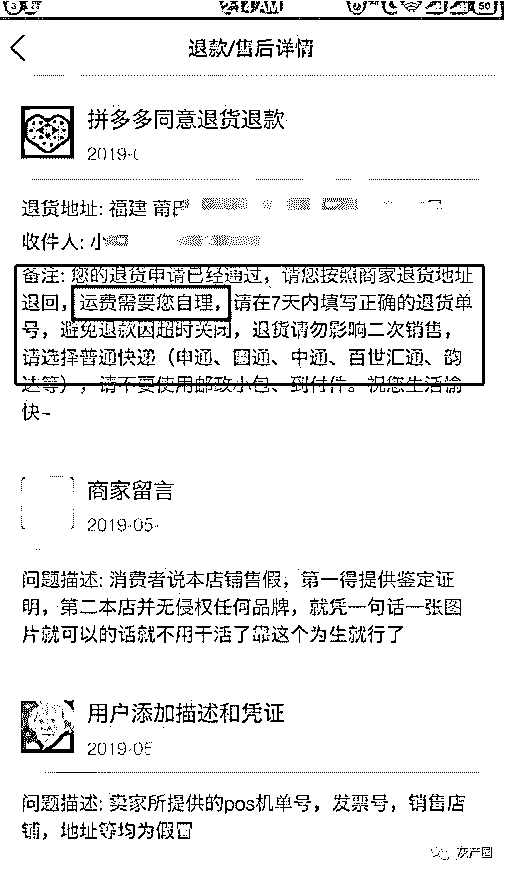 退款/售后详情
拼多多同意退货退款
2019-0
退货地址: 福建 莆
收件人: 小
备注: 您的退货申请已经通过，请您按照商家退货地址
退回，运费需要您自理，请在7天内填写正确的退货单
号，避免退款因超时关闭，退货请勿影响二次销售，
请选择普通快递（申通、圆通、中通、百世汇通、韵
达等），请不要使用邮政小包、到付件。祝您生活愉
快~
商家留言
2019-05-
问题描述: 消费者说本店铺售假，第一得提供鉴定证
明，第二本店并无侵权任何品牌，就凭一句话一张图
片就可以的话就不用干活了靠这个为生就行了
用户添加描述和凭证
2019-05
问题描述: 卖家所提供的pos机单号，发票号，销售店
铺，地址等均为假冒
灰产圈